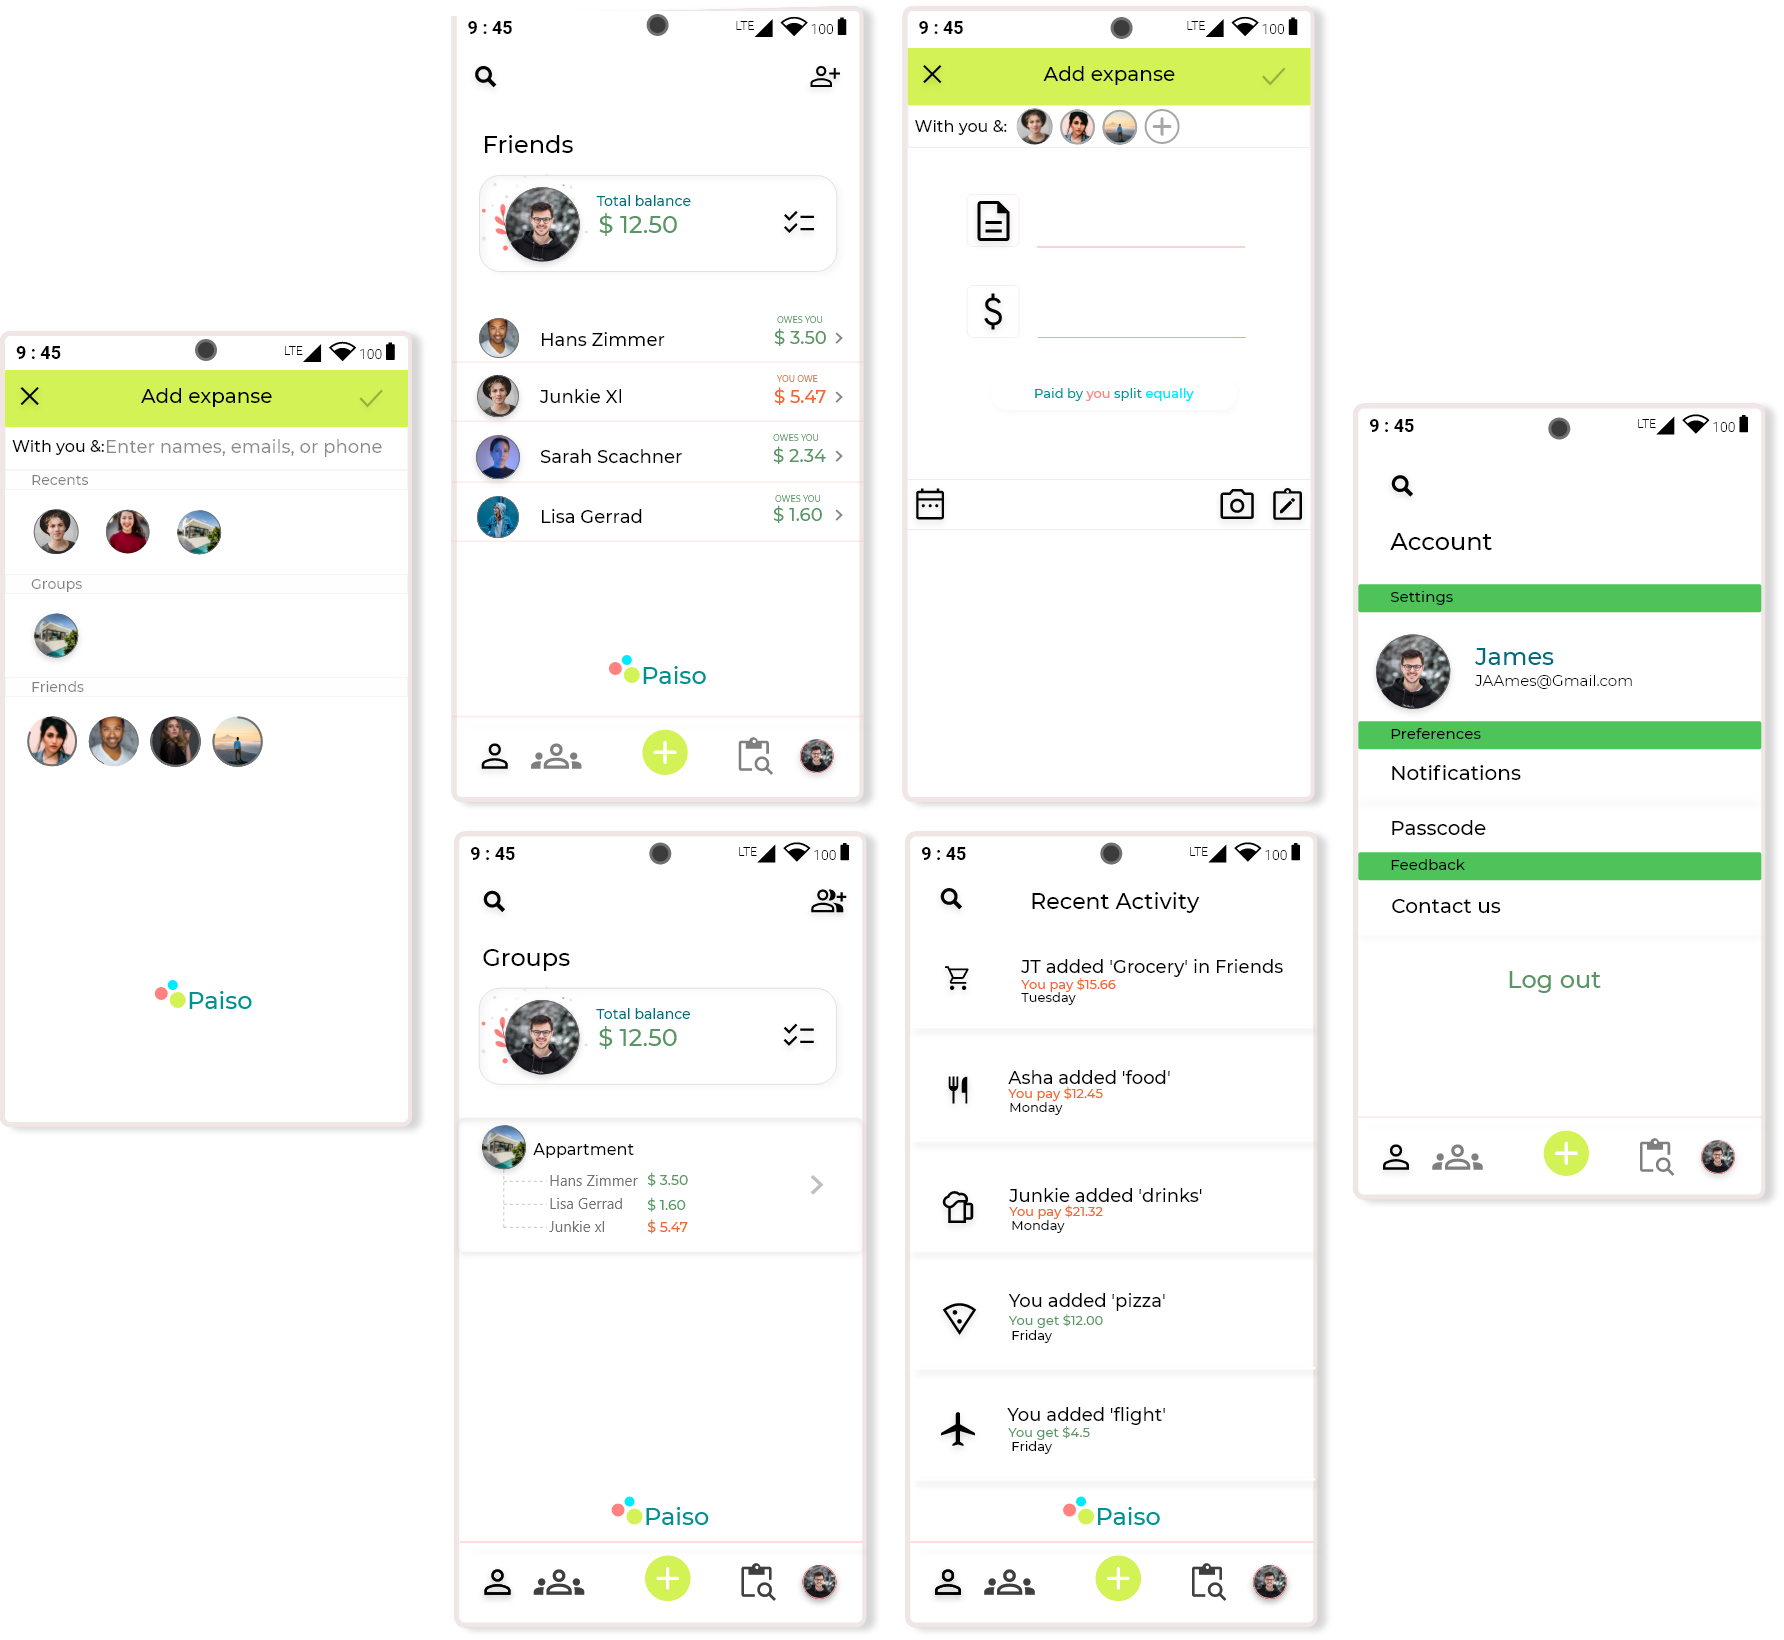 9 : 45
LTE 100
Add expanse
With you &: Enter names, emails, or phone
Recents
Groups
Friends
Paiso
9 : 45
LTE 100
Friends
Total balance
$ 12.50
OWES YOU
Hans Zimmer $ 3.50
YOU OWE
Junkie Xl $ 5.47
OWES YOU
Sarah Scachner $ 2.34
OWES YOU
Lisa Gerrad $ 1.60
Paiso
9 : 45
LTE 100
Groups
Total balance
$ 12.50
Appartment
Hans Zimmer $ 3.50
Lisa Gerrad $ 1.60
Junkie xl $ 5.47
Paiso
9 : 45
LTE 100
Add expanse
With you &:
$
Paid by you split equally
9 : 45
LTE 100
Recent Activity
JT added 'Grocery' in Friends
You pay $15.66
Tuesday
Asha added 'food'
You pay $12.45
Monday
Junkie added 'drinks'
You pay $21.32
Monday
You added 'pizza'
You get $12.00
Friday
You added 'flight'
You get $4.5
Friday
Paiso
9 : 45
LTE 100
Account
Settings
James
JAAmes@Gmail.com
Preferences
Notifications
Passcode
Feedback
Contact us
Log out